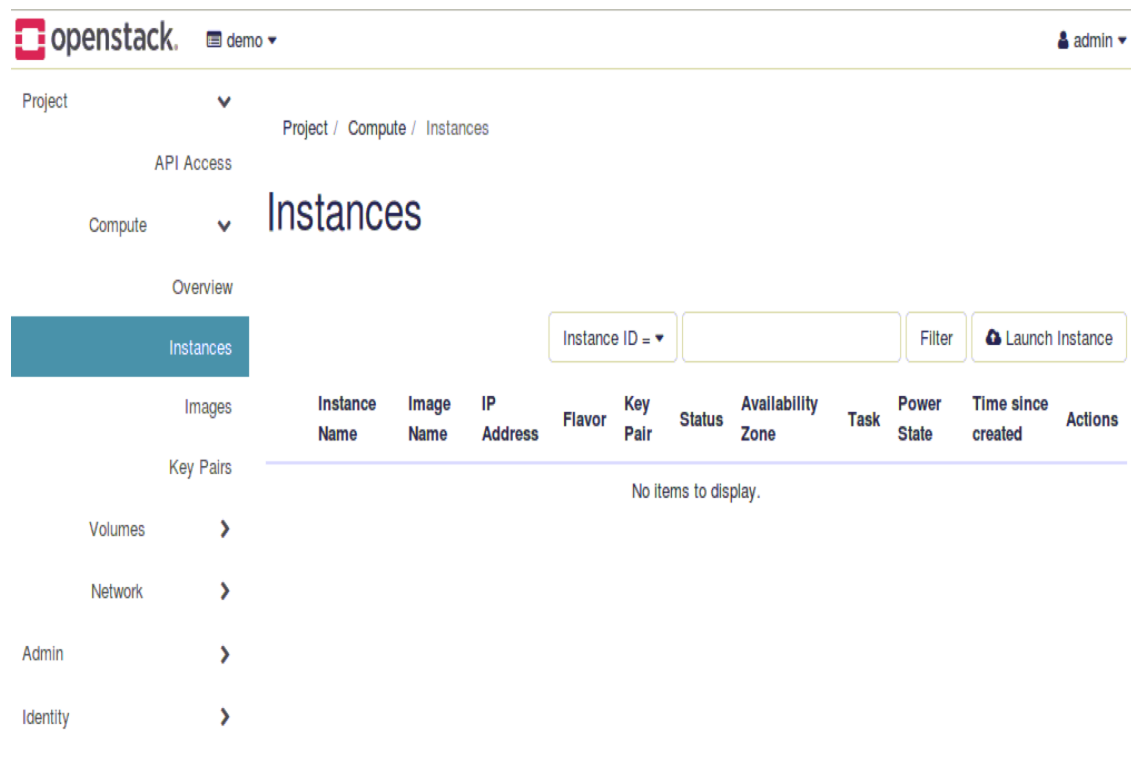 openstack. demo admin
Project
API Access
Compute
Overview
Instances
Images
Key Pairs
Volumes
Network
Admin
Identity
Project / Compute / Instances
Instances
Instance ID = Filter Launch Instance
Instance Name Image Name IP Address Flavor Key Pair Status Availability Zone Task Power State Time since created Actions
No items to display.